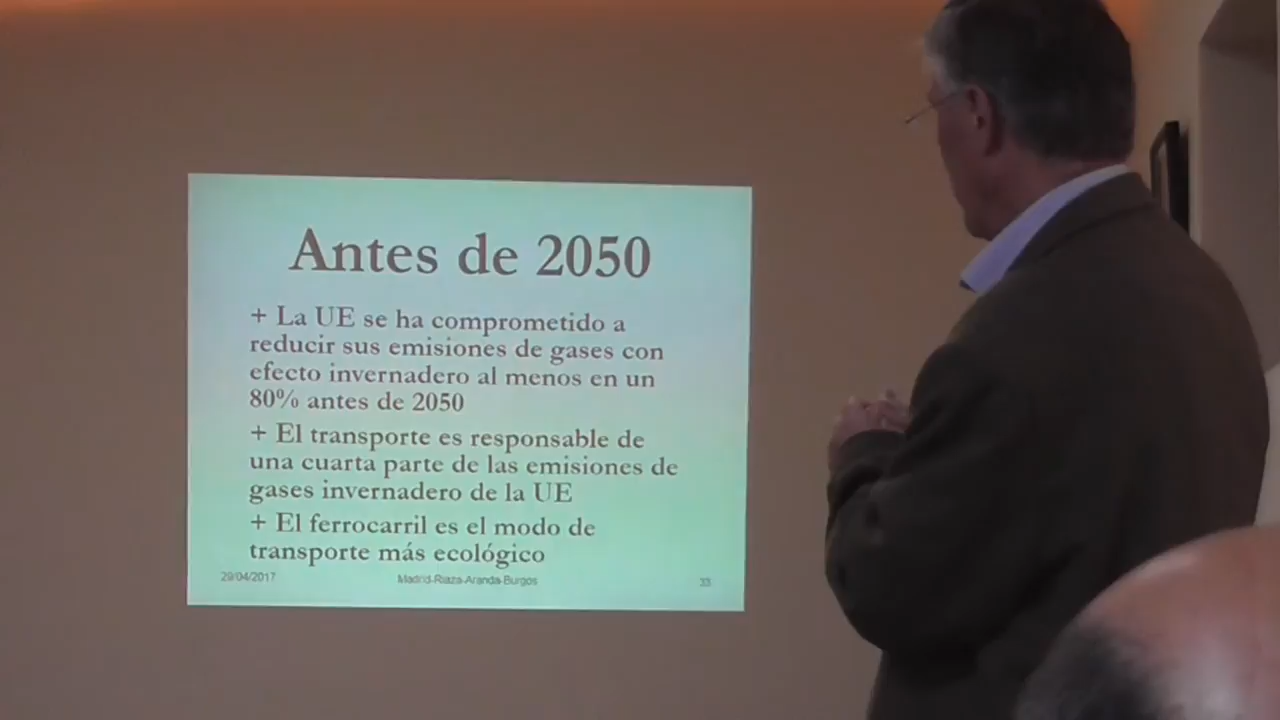 Antes de 2050
+ La UE se ha comprometido a
reducir sus emisiones de gases con
efecto invernadero al menos en un
80% antes de 2050
+ El transporte es responsable de
una cuarta parte de las emisiones de
gases invernadero de la UE
+ El ferrocarril es el modo de
transporte más ecológico
29/04/2017 Madrid-Riaza-Aranda-Burgos 33